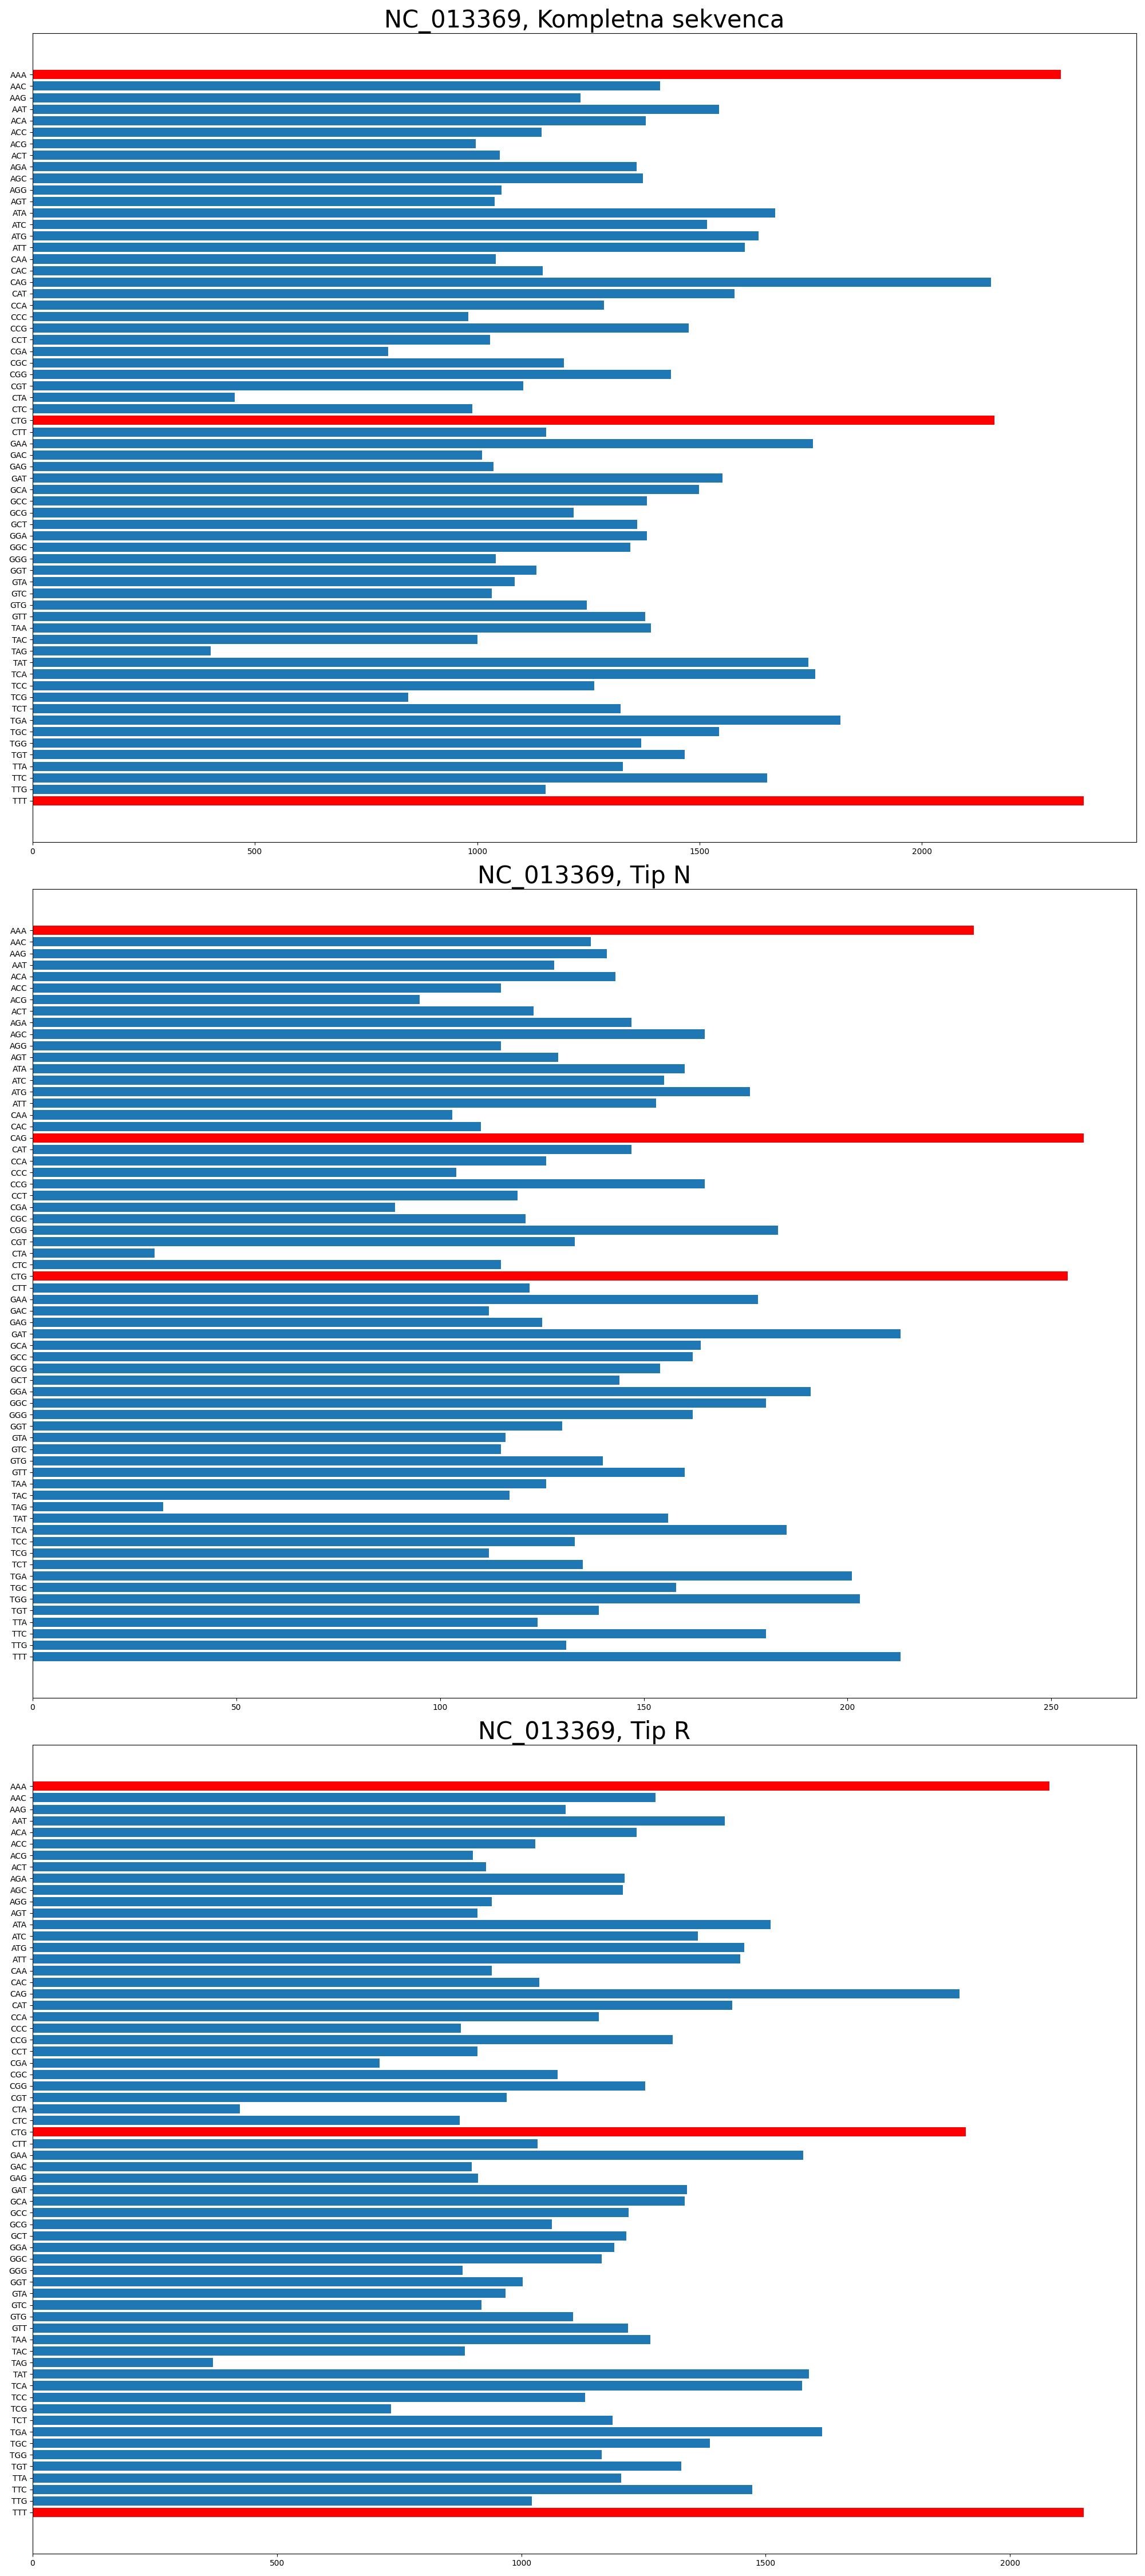 NC_013369, Kompletna sekvenca
AAA
AAC
AAG
AAT
ACA
ACC
ACG
ACT
AGA
AGC
AGG
AGT
ATA
ATC
ATG
ATT
CAA
CAC
CAG
CAT
CCA
CCC
CCG
CCT
CGA
CGC
CGG
CGT
CTA
CTC
CTG
CTT
GAA
GAC
GAG
GAT
GCA
GCC
GCG
GCT
GGA
GGC
GGG
GGT
GTA
GTC
GTG
GTT
TAA
TAC
TAG
TAT
TCA
TCC
TCG
TCT
TGA
TGC
TGG
TGT
TTA
TTC
TTG
TTT
0 500 1000 1500 2000
NC_013369, Tip N
AAA
AAC
AAG
AAT
ACA
ACC
ACG
ACT
AGA
AGC
AGG
AGT
ATA
ATC
ATG
ATT
CAA
CAC
CAG
CAT
CCA
CCC
CCG
CCT
CGA
CGC
CGG
CGT
CTA
CTC
CTG
CTT
GAA
GAC
GAG
GAT
GCA
GCC
GCG
GCT
GGA
GGC
GGG
GGT
GTA
GTC
GTG
GTT
TAA
TAC
TAG
TAT
TCA
TCC
TCG
TCT
TGA
TGC
TGG
TGT
TTA
TTC
TTG
TTT
0 50 100 150 200 250
NC_013369, Tip R
AAA
AAC
AAG
AAT
ACA
ACC
ACG
ACT
AGA
AGC
AGG
AGT
ATA
ATC
ATG
ATT
CAA
CAC
CAG
CAT
CCA
CCC
CCG
CCT
CGA
CGC
CGG
CGT
CTA
CTC
CTG
CTT
GAA
GAC
GAG
GAT
GCA
GCC
GCG
GCT
GGA
GGC
GGG
GGT
GTA
GTC
GTG
GTT
TAA
TAC
TAG
TAT
TCA
TCC
TCG
TCT
TGA
TGC
TGG
TGT
TTA
TTC
TTG
TTT
0 500 1000 1500 2000